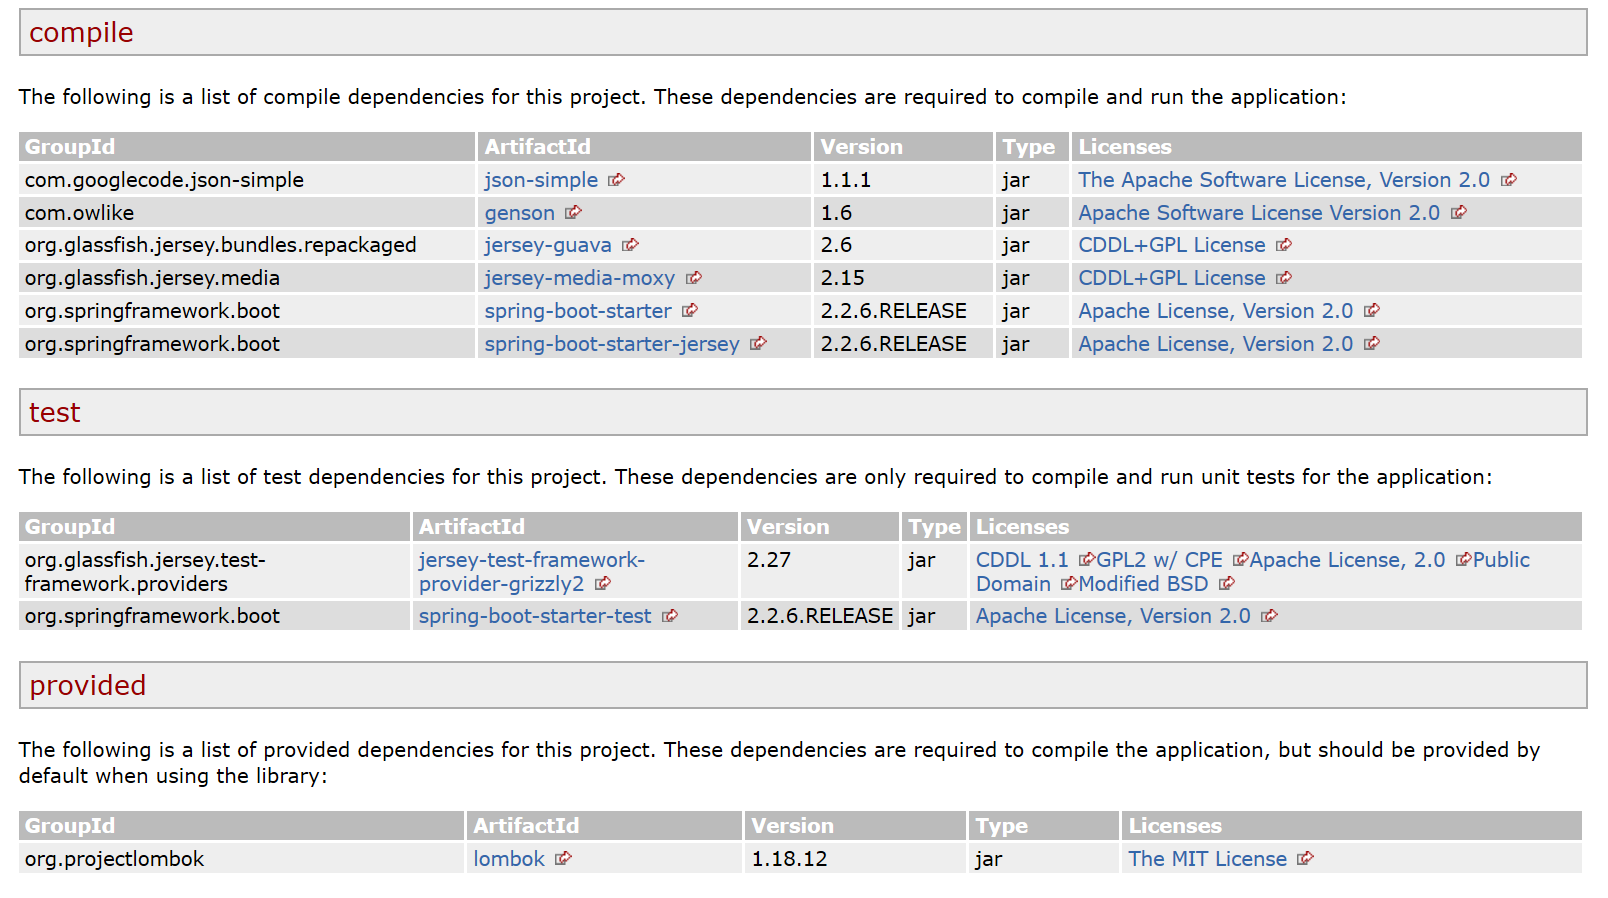 compile
The following is a list of compile dependencies for this project. These dependencies are required to compile and run the application:
GroupId ArtifactId Version Type Licenses
com.googlecode.json-simple json-simple 1.1.1 jar The Apache Software License, Version 2.0
com.owlike genson 1.6 jar Apache Software License Version 2.0
org.glassfish.jersey.bundles.repackaged jersey-guava 2.6 jar CDDL+GPL License
org.glassfish.jersey.media jersey-media-moxy 2.15 jar CDDL+GPL License
org.springframework.boot spring-boot-starter 2.2.6.RELEASE jar Apache License, Version 2.0
org.springframework.boot spring-boot-starter-jersey 2.2.6.RELEASE jar Apache License, Version 2.0
test
The following is a list of test dependencies for this project. These dependencies are only required to compile and run unit tests for the application:
GroupId ArtifactId Version Type Licenses
org.glassfish.jersey.test- jersey-test-framework- 2.27 jar CDDL 1.1 GPL2 w/ CPE Apache License, 2.0 Public
framework.providers provider-grizzly2 Domain Modified BSD
org.springframework.boot spring-boot-starter-test 2.2.6.RELEASE jar Apache License, Version 2.0
provided
The following is a list of provided dependencies for this project. These dependencies are required to compile the application, but should be provided by
default when using the library:
GroupId ArtifactId Version Type Licenses
org.projectlombok lombok 1.18.12 jar The MIT License